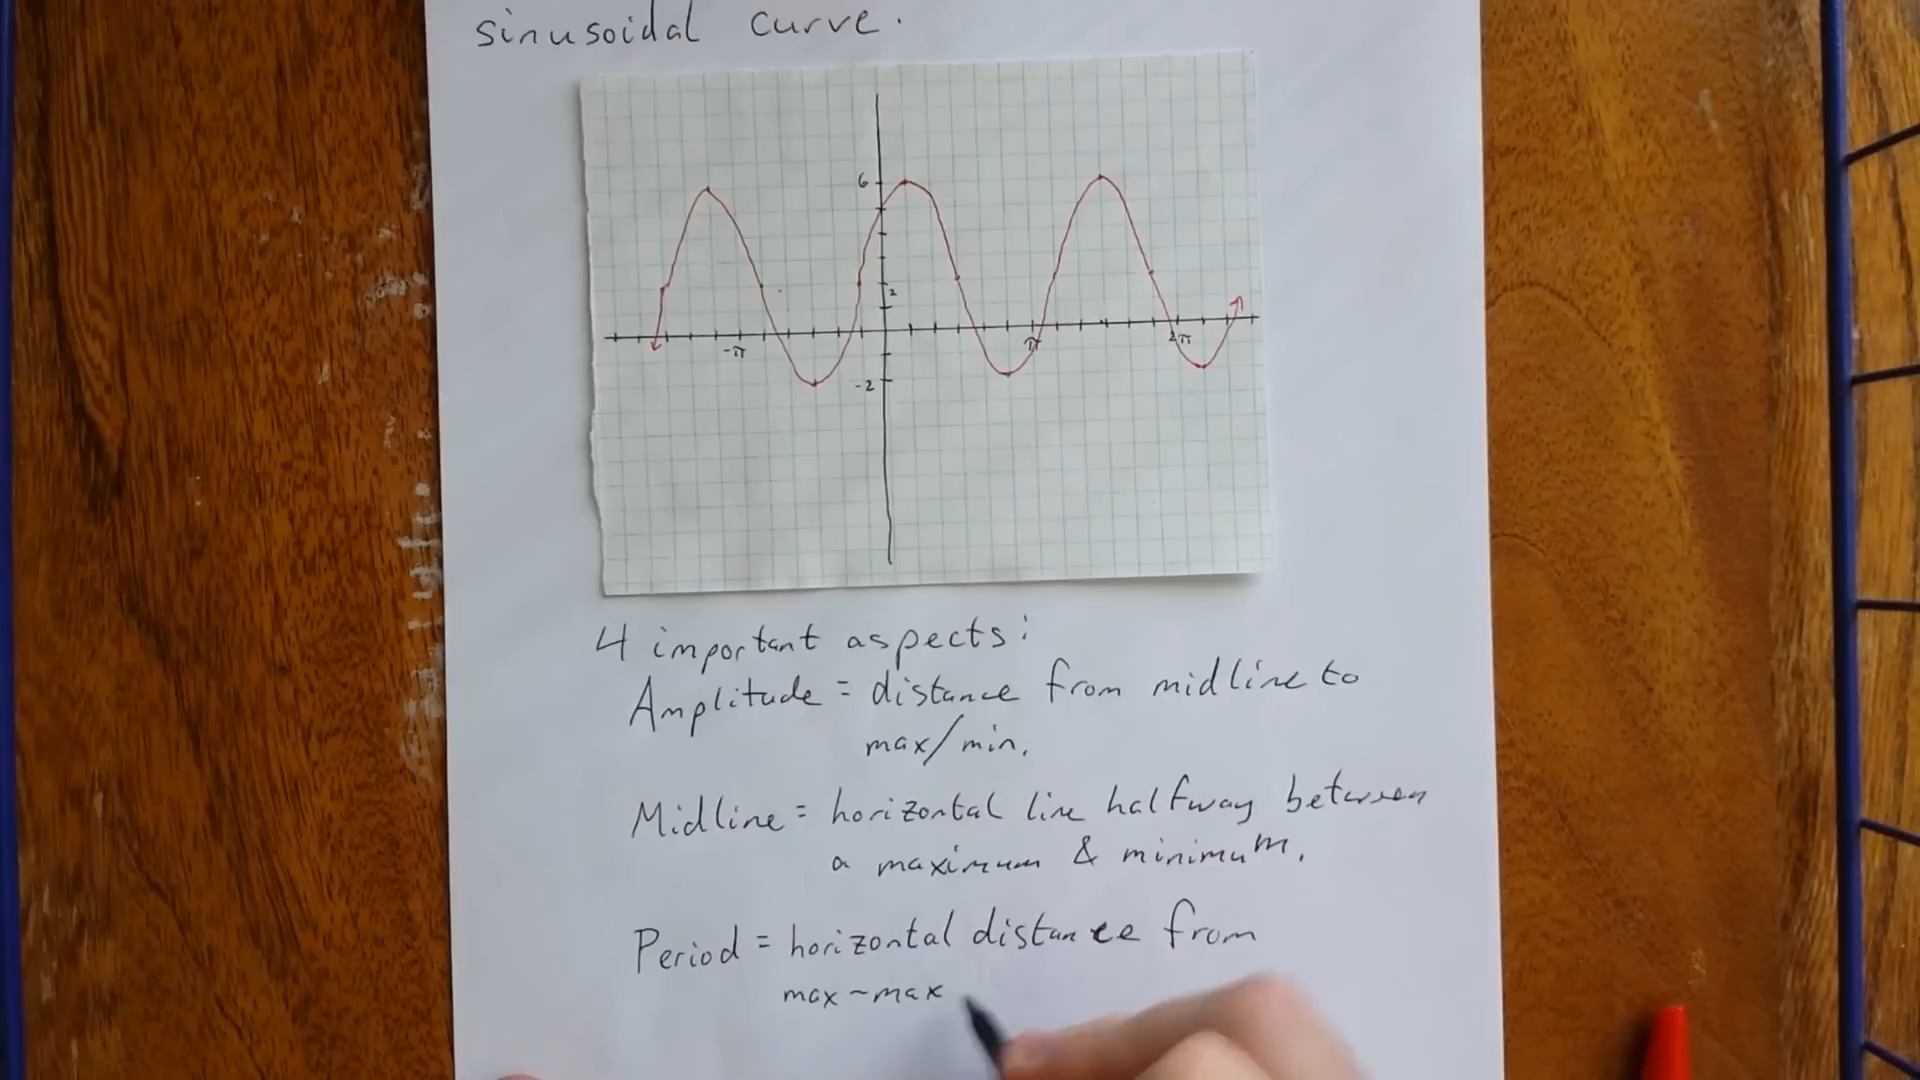 sinusoidal curve.
6
2
-π
π
2π
-2
4 important aspects:
Amplitude = distance from midline to
max/min.
Midline = horizontal line halfway between
a maximum & minimum.
Period = horizontal distance from
max ~ max